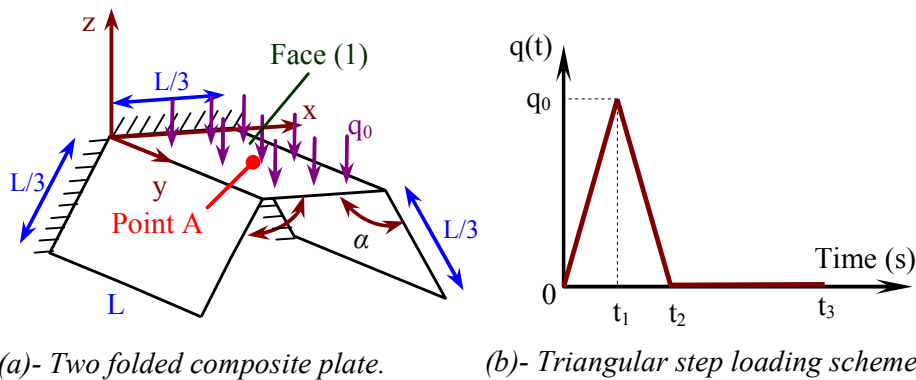 z
Face (1)
L/3
x
q₀
L/3
y
Point A
α
L/3
L
(a)- Two folded composite plate.
q(t)
q₀
Time (s)
0
t₁
t₂
t₃
(b)- Triangular step loading scheme